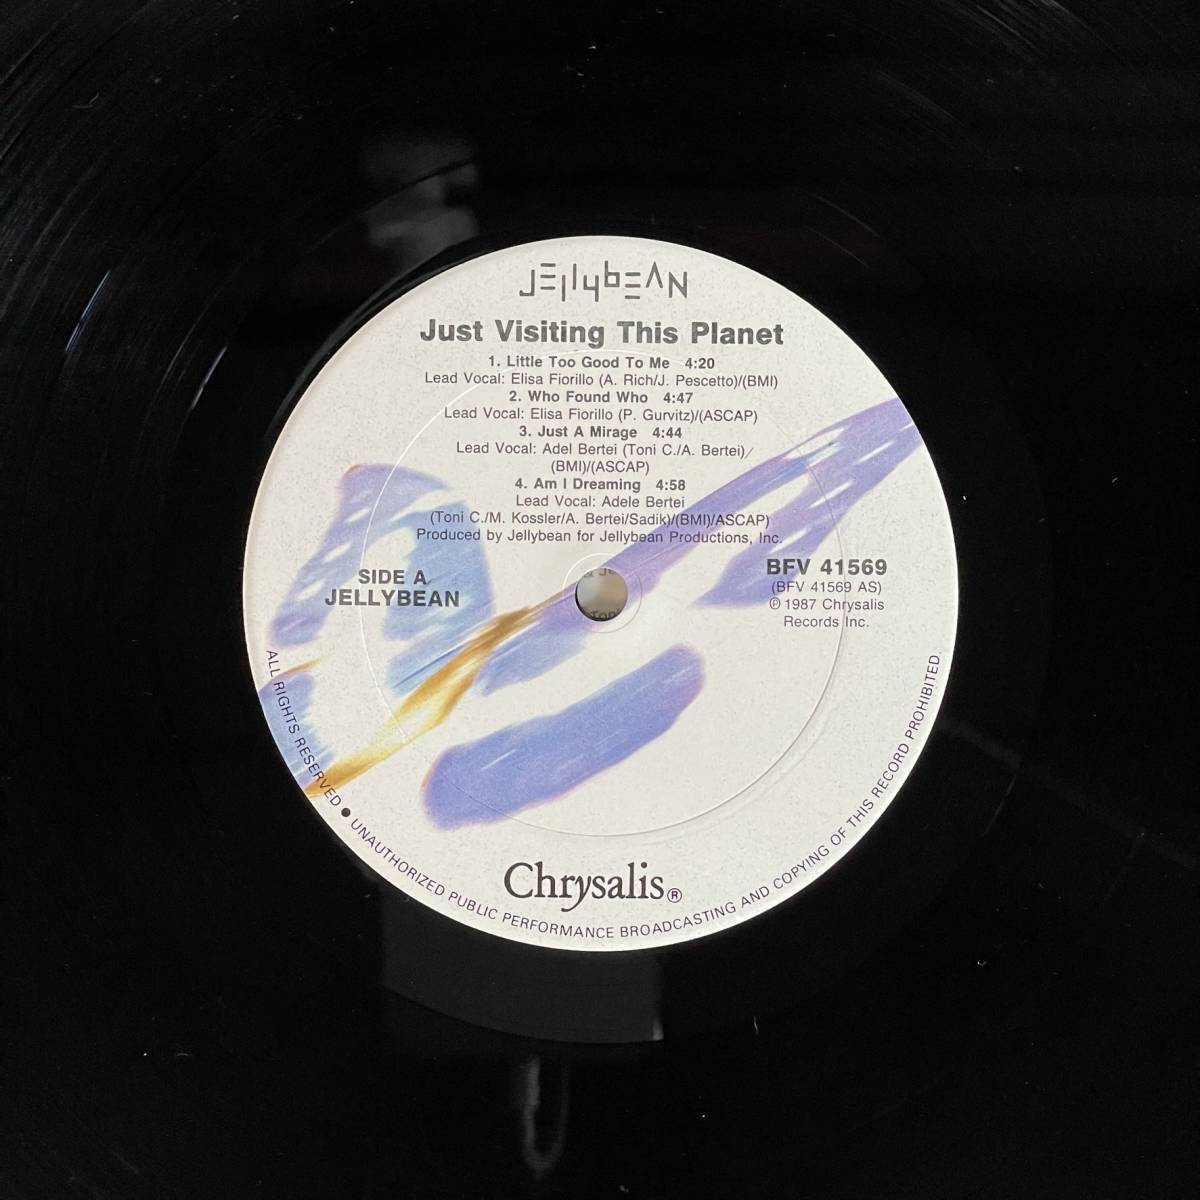 JELLYBEAN
Just Visiting This Planet
1. Little Too Good To Me 4:20
Lead Vocal: Elisa Fiorillo (A. Rich/J. Pescetto)/(BMI)
2. Who Found Who 4:47
Lead Vocal: Elisa Fiorillo (P. Gurvitz)/(ASCAP)
3. Just A Mirage 4:44
Lead Vocal: Adel Bertei (Toni C./A. Bertei)/
(BMI)/(ASCAP)
4. Am I Dreaming 4:58
Lead Vocal: Adele Bertei
(Toni C./M. Kossler/A. Bertei/Sadik)/(BMI)/ASCAP)
Produced by Jellybean for Jellybean Productions, Inc.
SIDE A
JELLYBEAN
BFV 41569
(BFV 41569 AS)
℗ 1987 Chrysalis
Records Inc.
Chrysalis®
ALL RIGHTS RESERVED ● UNAUTHORIZED PUBLIC PERFORMANCE BROADCASTING AND COPYING OF THIS RECORD PROHIBITED.